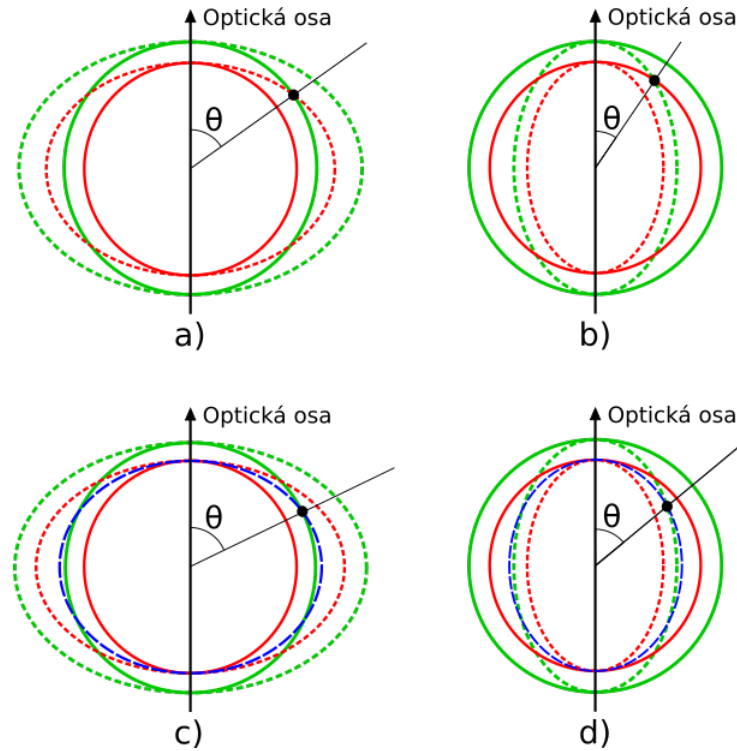 Optická osa
Optická osa
θ
θ
a)
b)
Optická osa
Optická osa
θ
θ
c)
d)